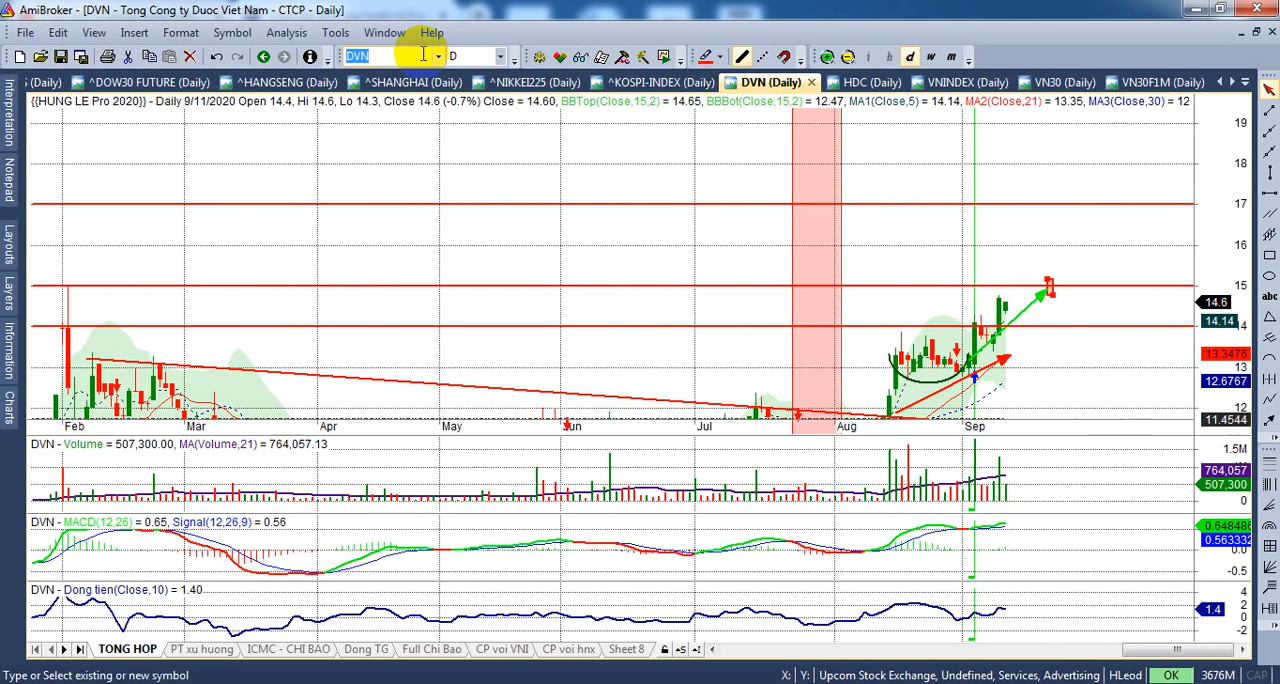 AmiBroker - [DVN - Tong Cong ty Duoc Viet Nam - CTCP - Daily]
File Edit View Insert Format Symbol Analysis Tools Window Help
DVN D i h d w m
(Daily) ^DOW30 FUTURE (Daily) ^HANGSENG (Daily) ^SHANGHAI (Daily) ^NIKKEI225 (Daily) ^KOSPI-INDEX (Daily) DVN (Daily) HDC (Daily) VNINDEX (Daily) VN30 (Daily) VN30F1M (Daily)
{{HUNG LE Pro 2020}} - Daily 9/11/2020 Open 14.4, Hi 14.6, Lo 14.3, Close 14.6 (-0.7%) Close = 14.60, BBTop(Close,15,2) = 14.65, BBBot(Close,15,2) = 12.47, MA1(Close,5) = 14.14, MA2(Close,21) = 13.35, MA3(Close,30) = 12
Interpretation
Notepad
Layouts
Layers
Information
Charts
abc
19
18
17
16
15
14.6
14.14
4
13.3476
13
12.6767
12
11.4544
Feb Mar Apr May Jun Jul Aug Sep
DVN - Volume = 507,300.00, MA(Volume,21) = 764,057.13
1.5M
764,057
507,300
0
DVN - MACD(12,26) = 0.65, Signal(12,26,9) = 0.56
0.648486
0.563332
0.0
-0.5
DVN - Dong tien(Close,10) = 1.40
4
2
1.4
0
-2
TONG HOP PT xu huong ICMC - CHI BAO Dong TG Full Chi Bao CP voi VNI CP voi hnx Sheet 8
Type or Select existing or new symbol X: Y: Upcom Stock Exchange, Undefined, Services, Advertising HLeod OK 3676M CAP